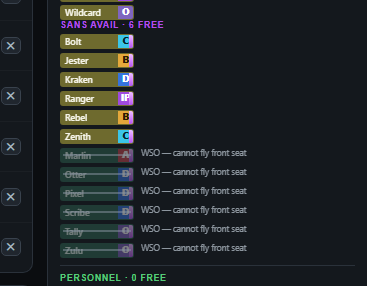 Wildcard O
SANS AVAIL · 6 FREE
✕ Bolt C
Jester B
✕ Kraken D
Ranger IP
Rebel B
✕ Zenith C
Marlin A WSO — cannot fly front seat
Otter D WSO — cannot fly front seat
✕ Pixel D WSO — cannot fly front seat
Scribe D WSO — cannot fly front seat
Tally O WSO — cannot fly front seat
✕ Zulu O WSO — cannot fly front seat
PERSONNEL · 0 FREE